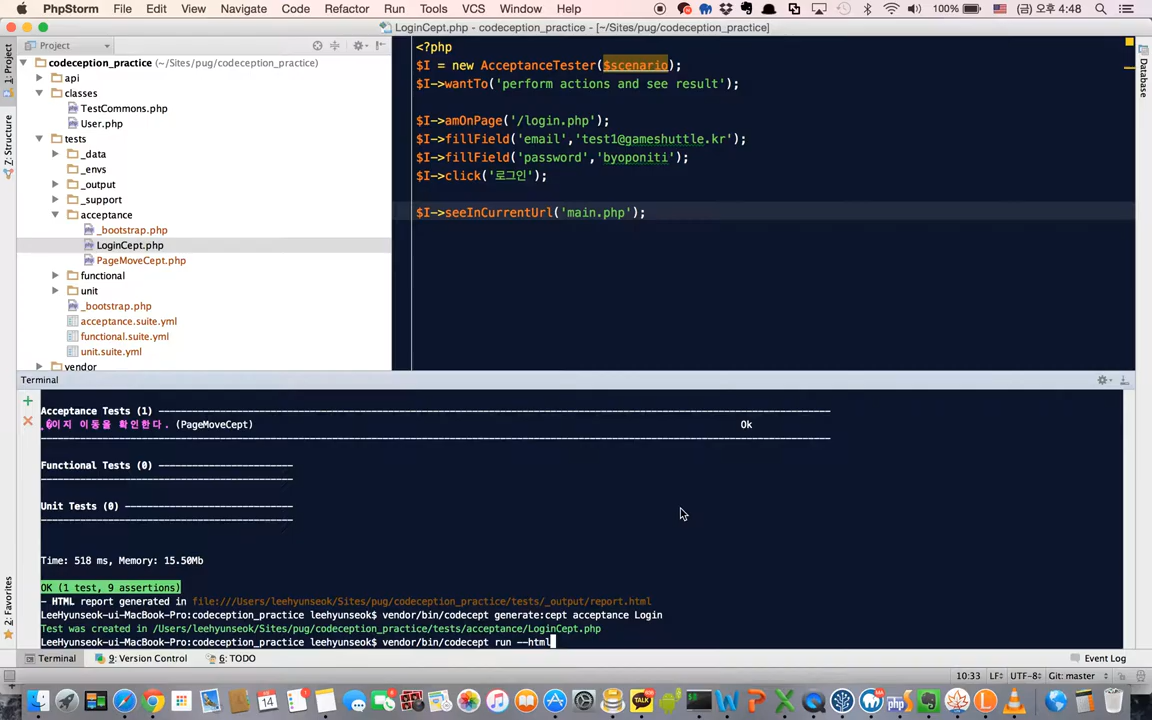 PhpStorm File Edit View Navigate Code Refactor Run Tools VCS Window Help 100% (금) 오후 4:48
LoginCept.php - codeception_practice - [~/Sites/pug/codeception_practice]
1: Project
Z: Structure
2: Favorites
Database
Project
codeception_practice (~/Sites/pug/codeception_practice)
api
classes
TestCommons.php
User.php
tests
_data
_envs
_output
_support
acceptance
_bootstrap.php
LoginCept.php
PageMoveCept.php
functional
unit
_bootstrap.php
acceptance.suite.yml
functional.suite.yml
unit.suite.yml
vendor
<?php
$I = new AcceptanceTester($scenario);
$I->wantTo('perform actions and see result');
$I->amOnPage('/login.php');
$I->fillField('email','test1@gameshuttle.kr');
$I->fillField('password','byoponiti');
$I->click('로그인');
$I->seeInCurrentUrl('main.php');
Terminal
Acceptance Tests (1) ----------------------------------------
이지 이동을 확인한다. (PageMoveCept) Ok
Functional Tests (0) ------------------------
Unit Tests (0) ------------------------------
Time: 518 ms, Memory: 15.50Mb
OK (1 test, 9 assertions)
- HTML report generated in file:///Users/leehyunseok/Sites/pug/codeception_practice/tests/_output/report.html
LeeHyunseok-ui-MacBook-Pro:codeception_practice leehyunseok$ vendor/bin/codecept generate:cept acceptance Login
Test was created in /Users/leehyunseok/Sites/pug/codeception_practice/tests/acceptance/LoginCept.php
LeeHyunseok-ui-MacBook-Pro:codeception_practice leehyunseok$ vendor/bin/codecept run --html
Terminal 9: Version Control 6: TODO Event Log
10:33 LF÷ UTF-8÷ Git: master÷